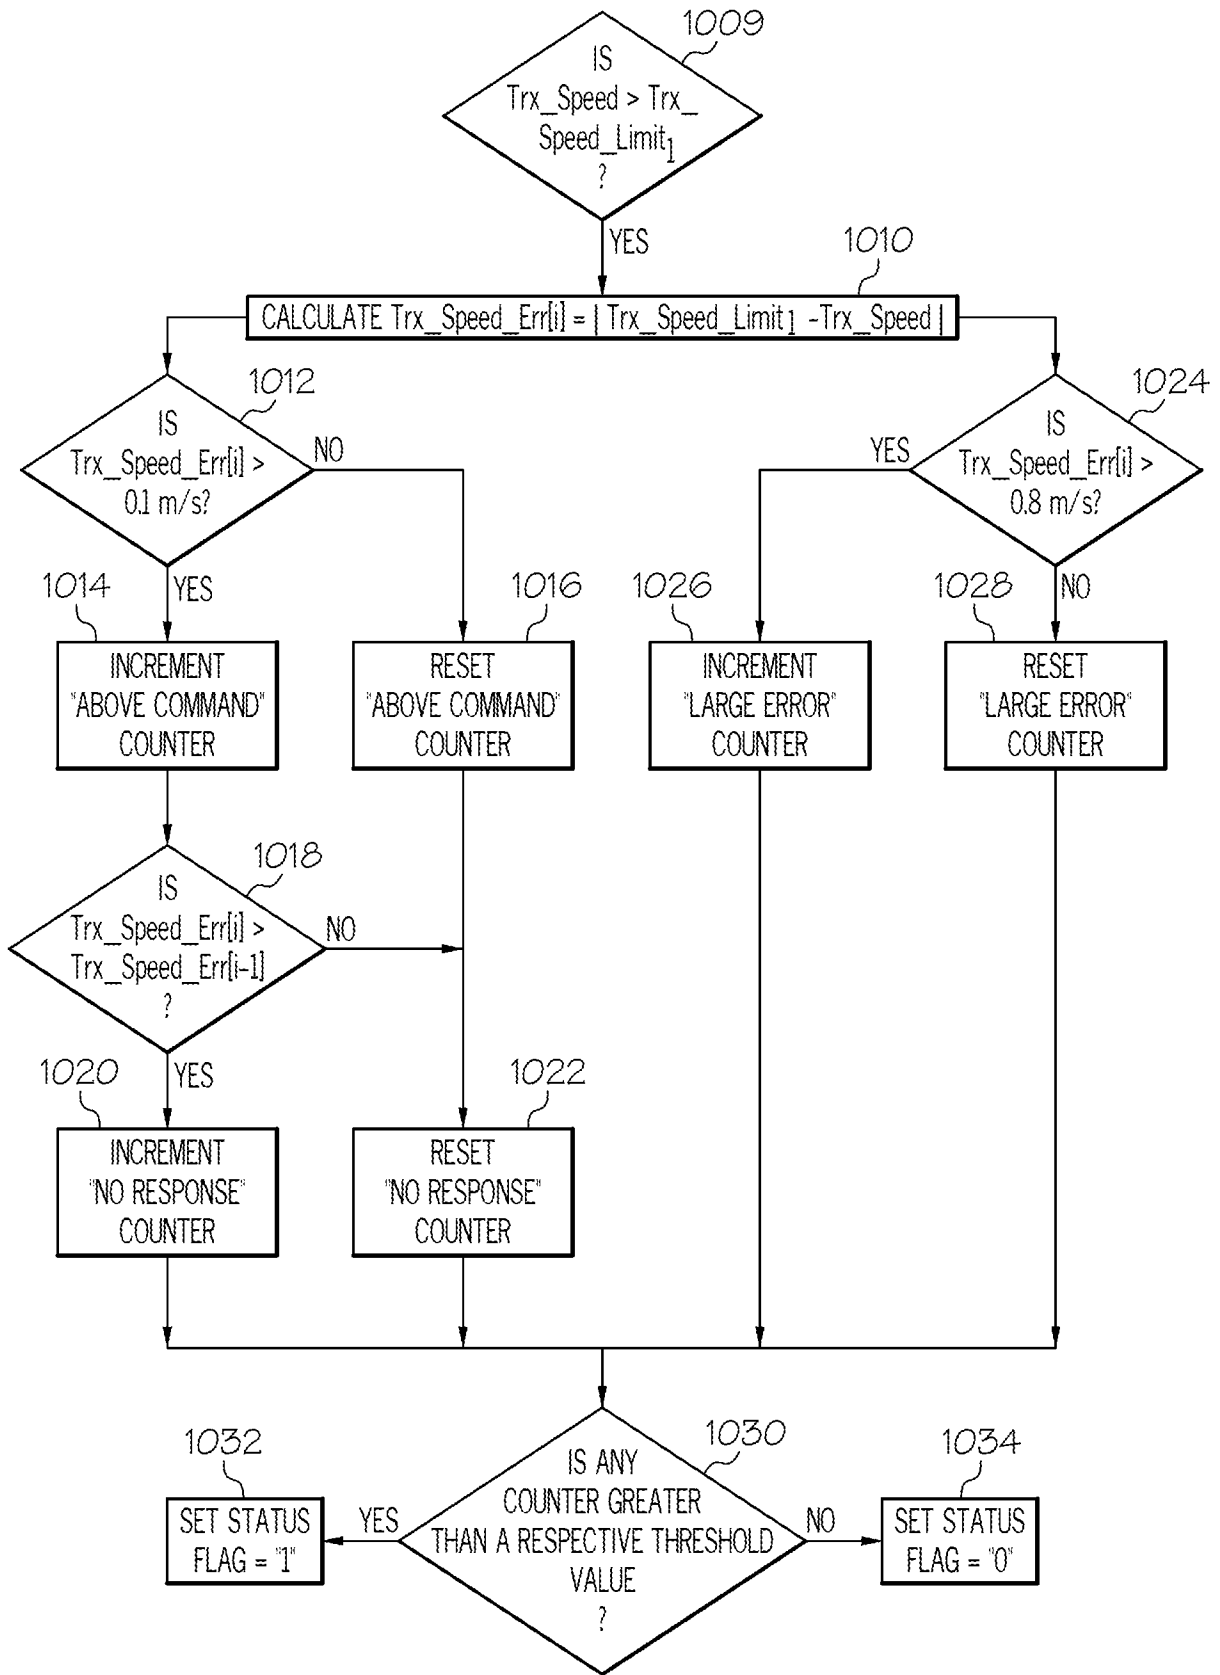 1009
IS
Trx_Speed > Trx_
Speed_Limit1
?
YES
1010
CALCULATE Trx_Speed_Err[i] = | Trx_Speed_Limit1 -Trx_Speed |
1012
IS
Trx_Speed_Err[i] >
0.1 m/s?
NO
YES
1024
IS
Trx_Speed_Err[i] >
0.8 m/s?
YES
NO
1014
INCREMENT
"ABOVE COMMAND"
COUNTER
1016
RESET
"ABOVE COMMAND"
COUNTER
1026
INCREMENT
"LARGE ERROR"
COUNTER
1028
RESET
"LARGE ERROR"
COUNTER
1018
IS
Trx_Speed_Err[i] >
Trx_Speed_Err[i-1]
?
NO
YES
1020
INCREMENT
"NO RESPONSE"
COUNTER
1022
RESET
"NO RESPONSE"
COUNTER
1030
IS ANY
COUNTER GREATER
THAN A RESPECTIVE THRESHOLD
VALUE
?
YES
1032
SET STATUS
FLAG = "1"
NO
1034
SET STATUS
FLAG = "0"